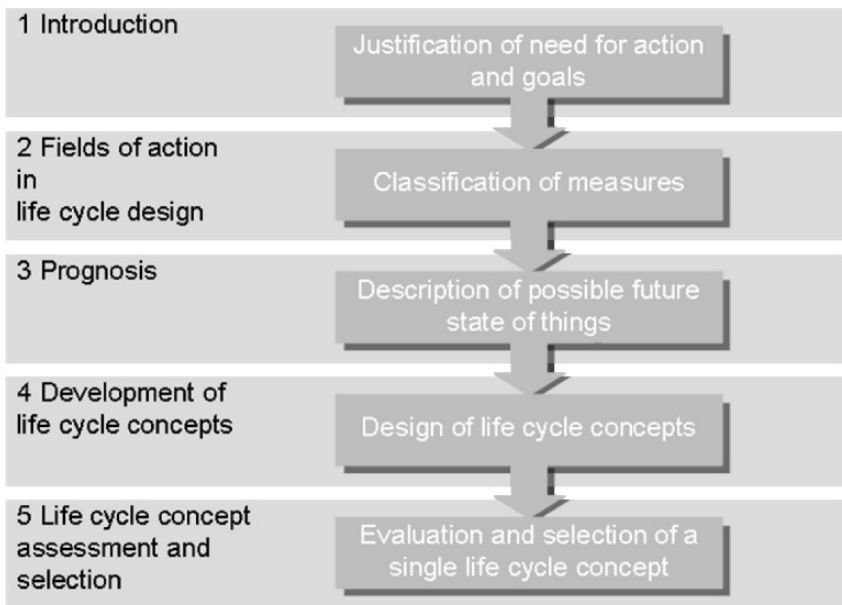 1 Introduction
Justification of need for action
and goals
2 Fields of action
in
life cycle design
Classification of measures
3 Prognosis
Description of possible future
state of things
4 Development of
life cycle concepts
Design of life cycle concepts
5 Life cycle concept
assessment and
selection
Evaluation and selection of a
single life cycle concept